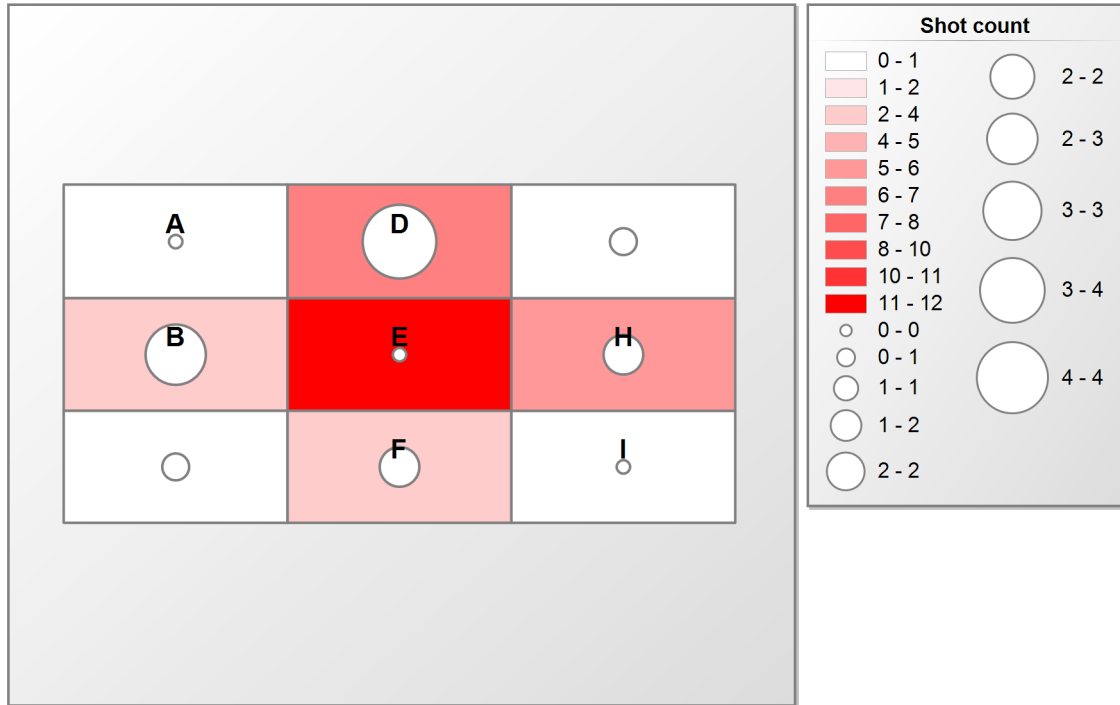 A
D
B
E
H
F
I
Shot count
0 - 1
1 - 2
2 - 4
4 - 5
5 - 6
6 - 7
7 - 8
8 - 10
10 - 11
11 - 12
0 - 0
0 - 1
1 - 1
1 - 2
2 - 2
2 - 2
2 - 3
3 - 3
3 - 4
4 - 4